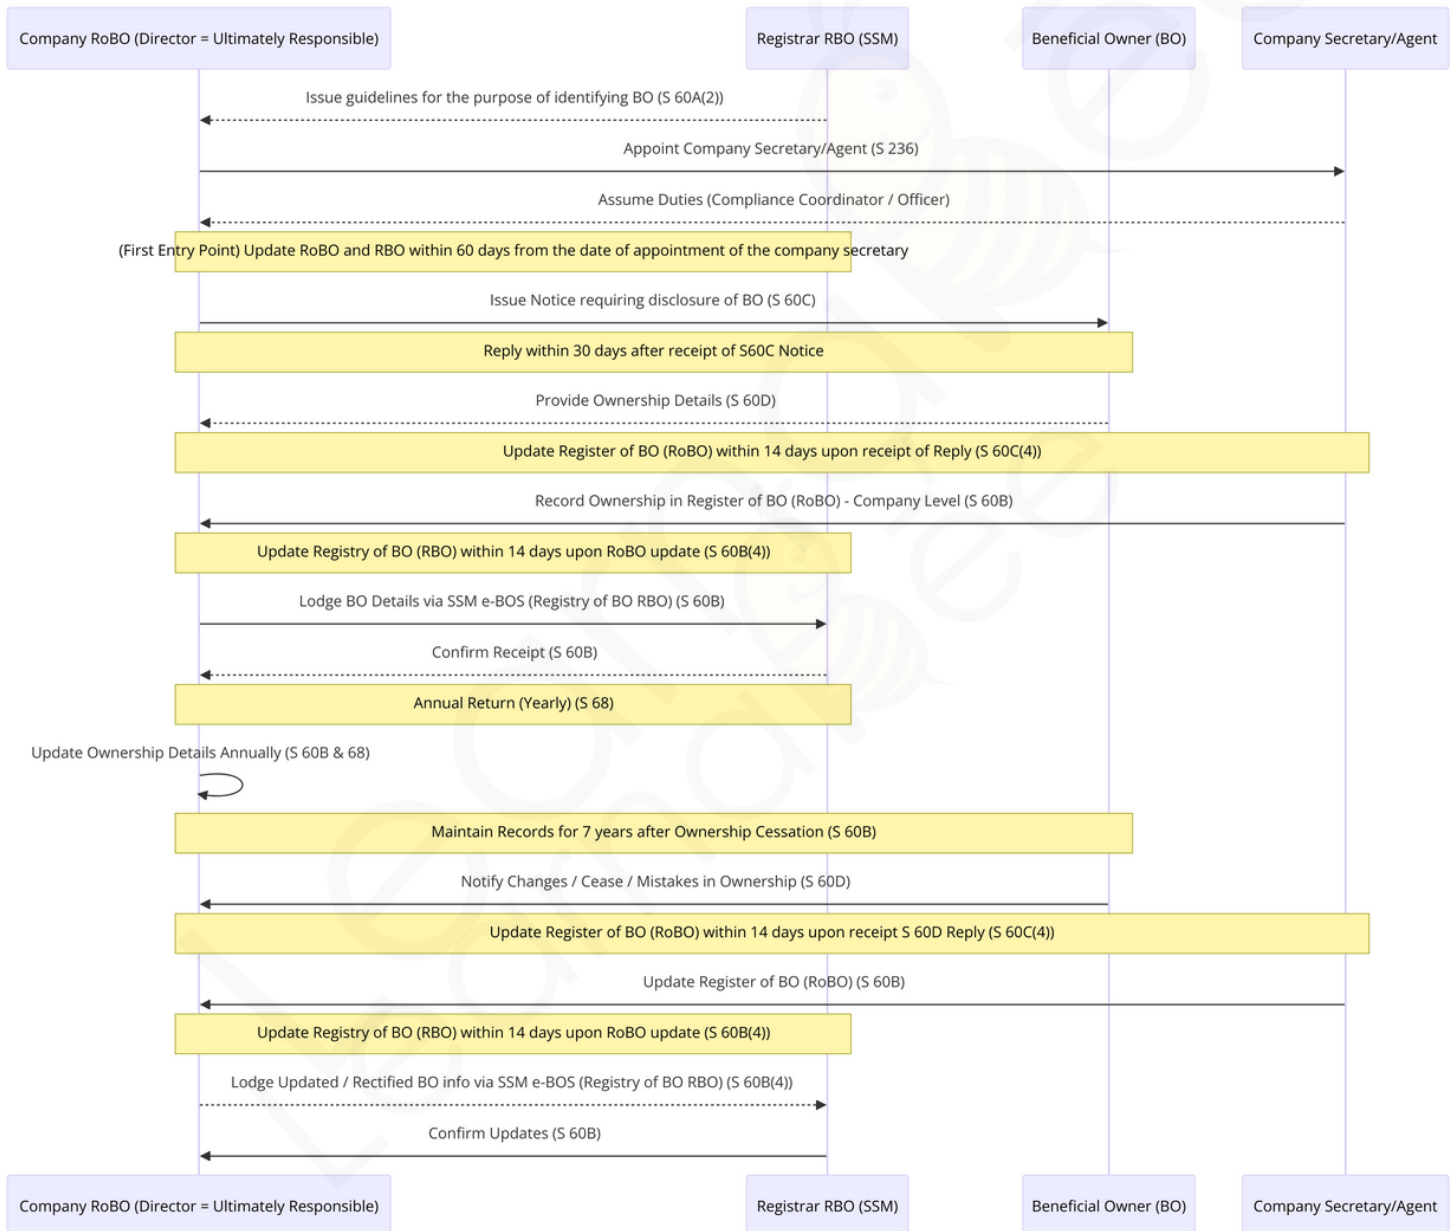 Company RoBO (Director = Ultimately Responsible)
Registrar RBO (SSM)
Beneficial Owner (BO)
Company Secretary/Agent
Issue guidelines for the purpose of identifying BO (S 60A(2))
Appoint Company Secretary/Agent (S 236)
Assume Duties (Compliance Coordinator / Officer)
(First Entry Point) Update RoBO and RBO within 60 days from the date of appointment of the company secretary
Issue Notice requiring disclosure of BO (S 60C)
Reply within 30 days after receipt of S60C Notice
Provide Ownership Details (S 60D)
Update Register of BO (RoBO) within 14 days upon receipt of Reply (S 60C(4))
Record Ownership in Register of BO (RoBO) - Company Level (S 60B)
Update Registry of BO (RBO) within 14 days upon RoBO update (S 60B(4))
Lodge BO Details via SSM e-BOS (Registry of BO RBO) (S 60B)
Confirm Receipt (S 60B)
Annual Return (Yearly) (S 68)
Update Ownership Details Annually (S 60B & 68)
Maintain Records for 7 years after Ownership Cessation (S 60B)
Notify Changes / Cease / Mistakes in Ownership (S 60D)
Update Register of BO (RoBO) within 14 days upon receipt S 60D Reply (S 60C(4))
Update Register of BO (RoBO) (S 60B)
Update Registry of BO (RBO) within 14 days upon RoBO update (S 60B(4))
Lodge Updated / Rectified BO info via SSM e-BOS (Registry of BO RBO) (S 60B(4))
Confirm Updates (S 60B)
Company RoBO (Director = Ultimately Responsible)
Registrar RBO (SSM)
Beneficial Owner (BO)
Company Secretary/Agent